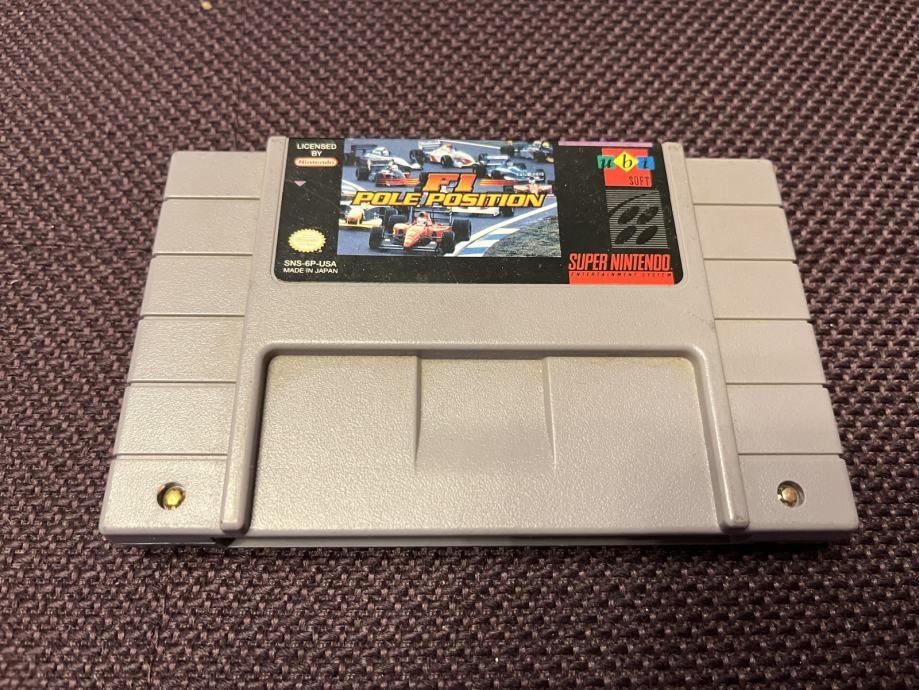 LICENSED
BY
Nintendo
F1
POLE POSITION
SNS-6P-USA
MADE IN JAPAN
ubi
SOFT
SUPER NINTENDO
ENTERTAINMENT SYSTEM